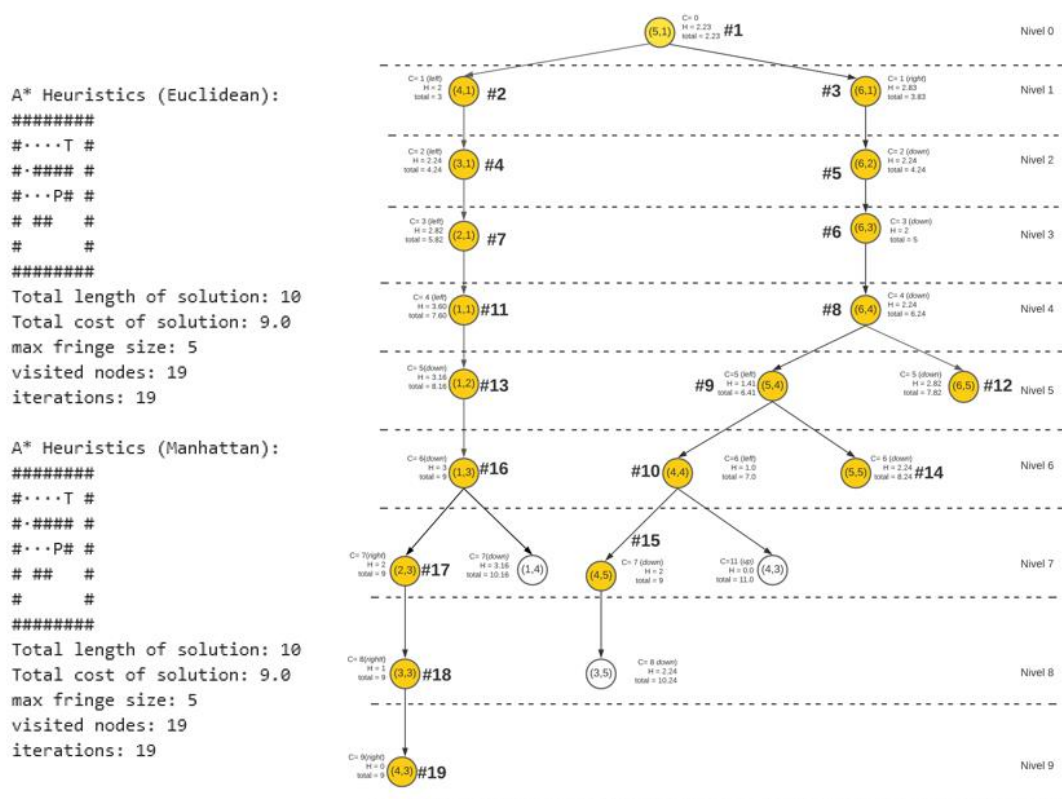 A* Heuristics (Euclidean):
########
#····T #
#·#### #
#···P# #
# ##   #
#      #
########
Total length of solution: 10
Total cost of solution: 9.0
max fringe size: 5
visited nodes: 19
iterations: 19
A* Heuristics (Manhattan):
########
#····T #
#·#### #
#···P# #
# ##   #
#      #
########
Total length of solution: 10
Total cost of solution: 9.0
max fringe size: 5
visited nodes: 19
iterations: 19
(5,1)
C= 0
H = 2.23
total = 2.23
#1
Nivel 0
C= 1 (left)
H = 2
total = 3
(4,1)
#2
#3
(6,1)
C= 1 (right)
H = 2.83
total = 3.83
Nivel 1
C= 2 (left)
H = 2.24
total = 4.24
(3,1)
#4
#5
(6,2)
C= 2 (down)
H = 2.24
total = 4.24
Nivel 2
C= 3 (left)
H = 2.82
total = 5.82
(2,1)
#7
#6
(6,3)
C= 3 (down)
H = 2
total = 5
Nivel 3
C= 4 (left)
H = 3.60
total = 7.60
(1,1)
#11
#8
(6,4)
C= 4 (down)
H = 2.24
total = 6.24
Nivel 4
C= 5(down)
H = 3.16
total = 8.16
(1,2)
#13
#9
C=5 (left)
H = 1.41
total = 6.41
(5,4)
C= 5 (down)
H = 2.82
total = 7.82
(6,5)
#12
Nivel 5
C= 6(down)
H = 3
total = 9
(1,3)
#16
#10
(4,4)
C=6 (left)
H = 1.0
total = 7.0
(5,5)
C= 6 (down)
H = 2.24
total = 8.24
#14
Nivel 6
C= 7(right)
H = 2
total = 9
(2,3)
#17
C= 7(down)
H = 3.16
total = 10.16
(1,4)
#15
(4,5)
C= 7 (down)
H = 2
total = 9
C=11 (up)
H = 0.0
total = 11.0
(4,3)
Nivel 7
C= 8(right)
H = 1
total = 9
(3,3)
#18
(3,5)
C= 8 down)
H = 2.24
total = 10.24
Nivel 8
C= 9(right)
H = 0
total = 9
(4,3)
#19
Nivel 9